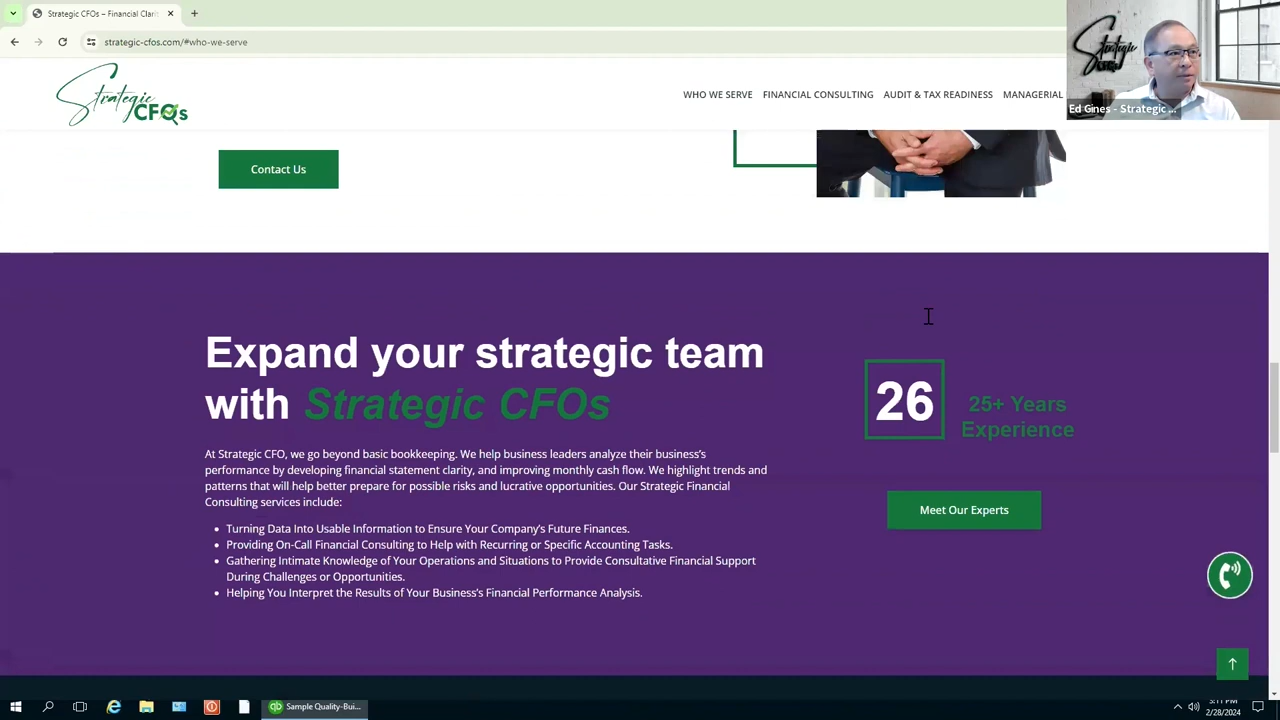 Strategic CFOs – Financial Clarit
strategic-cfos.com/#who-we-serve
Strategic
CFOs
WHO WE SERVE
FINANCIAL CONSULTING
AUDIT & TAX READINESS
MANAGERIAL
Strategic
Ed Gines - Strategic ...
Contact Us
Expand your strategic team
with Strategic CFOs
At Strategic CFO, we go beyond basic bookkeeping. We help business leaders analyze their business's
performance by developing financial statement clarity, and improving monthly cash flow. We highlight trends and
patterns that will help better prepare for possible risks and lucrative opportunities. Our Strategic Financial
Consulting services include:
Turning Data Into Usable Information to Ensure Your Company's Future Finances.
Providing On-Call Financial Consulting to Help with Recurring or Specific Accounting Tasks.
Gathering Intimate Knowledge of Your Operations and Situations to Provide Consultative Financial Support
During Challenges or Opportunities.
Helping You Interpret the Results of Your Business's Financial Performance Analysis.
26
25+ Years
Experience
Meet Our Experts
qb
Sample Quality-Bui...
3:11 PM
2/28/2024